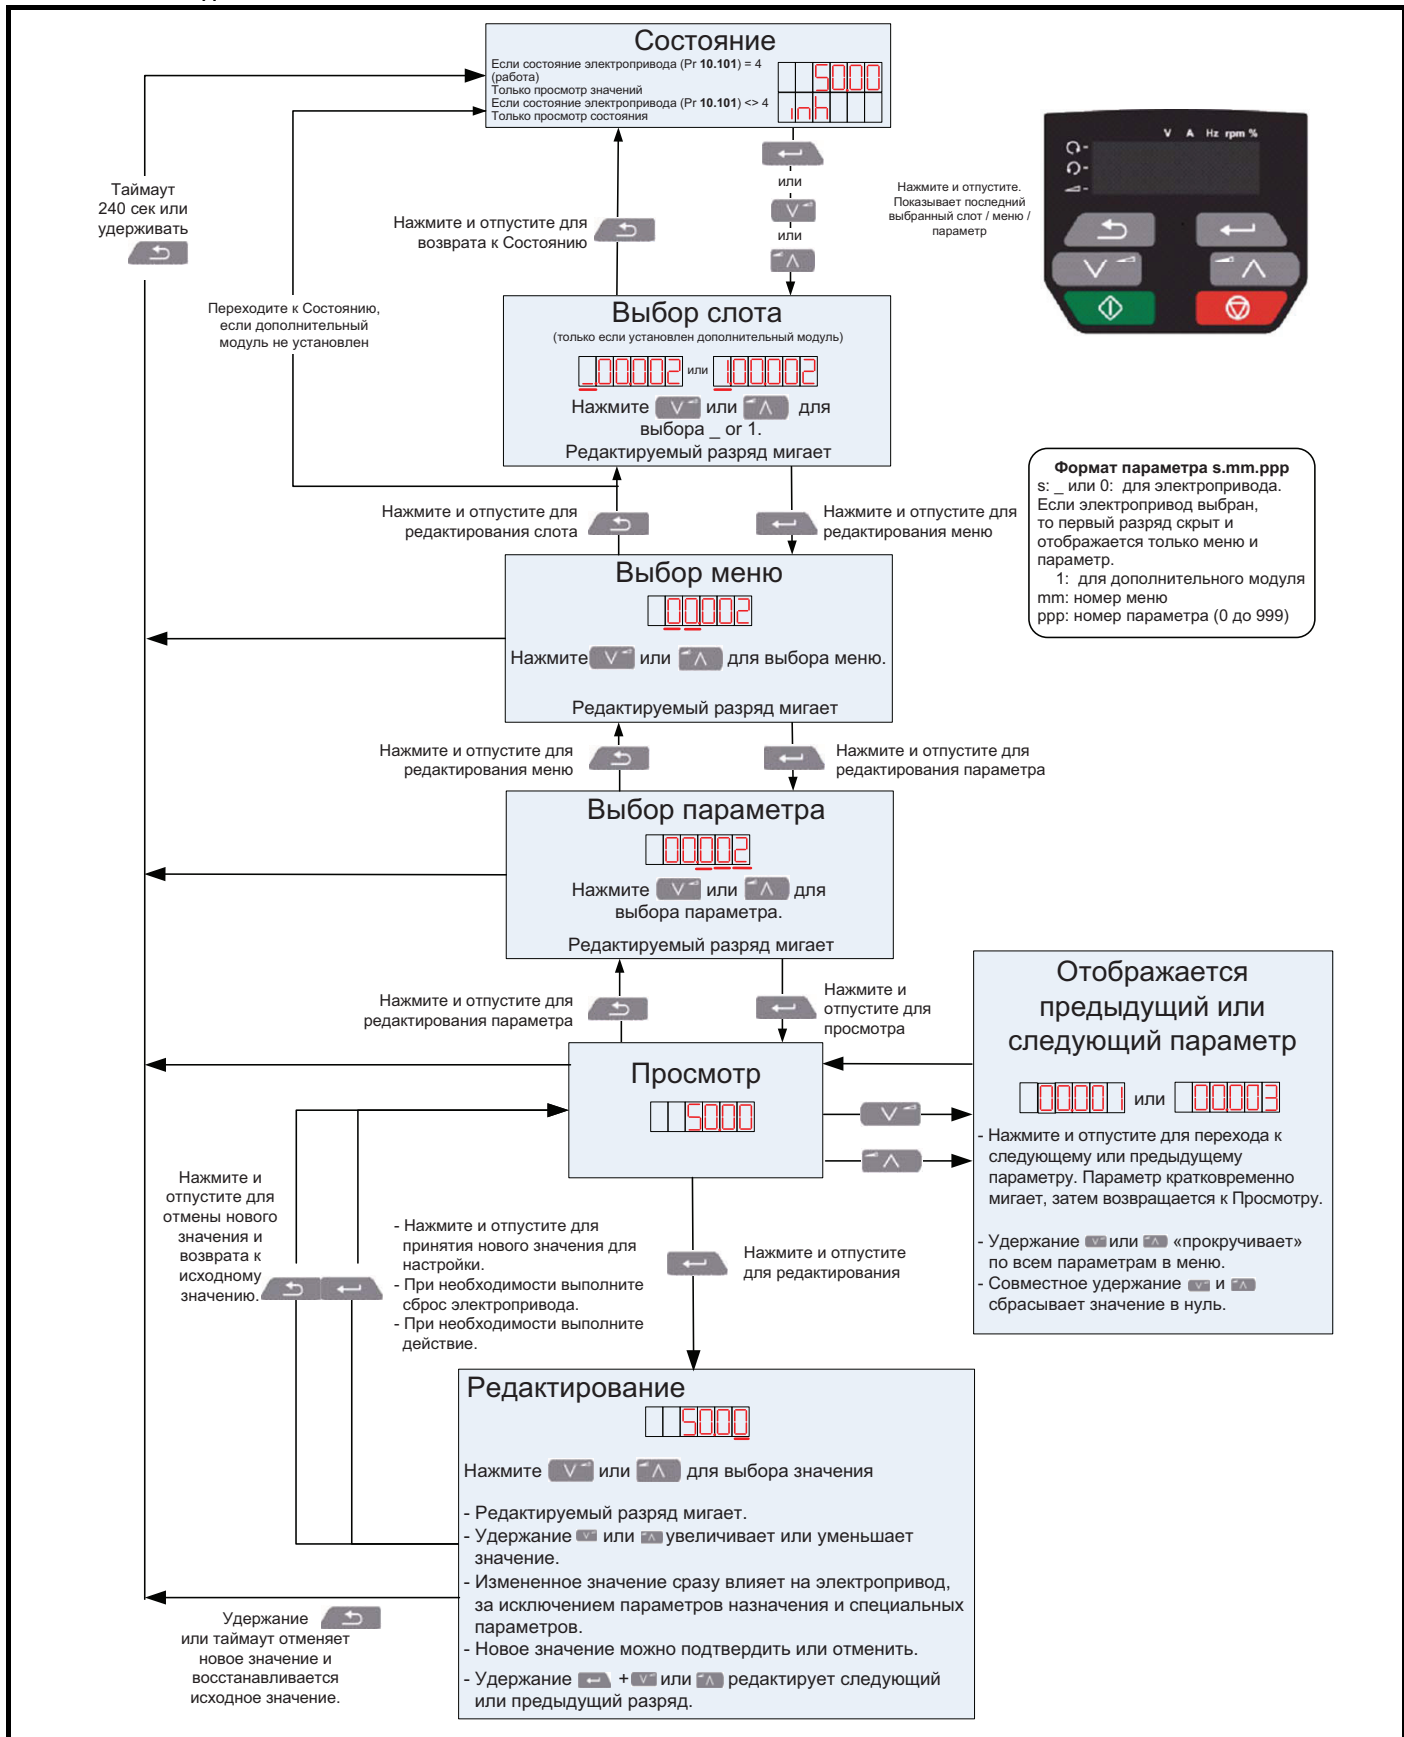 Состояние
Если состояние электропривода (Pr 10.101) = 4
(работа)
Только просмотр значений
Если состояние электропривода (Pr 10.101) <> 4
Только просмотр состояния
5000
inh
V A Hz rpm %
Таймаут
240 сек или
удерживать
Нажмите и отпустите для
возврата к Состоянию
или
или
Нажмите и отпустите.
Показывает последний
выбранный слот / меню /
параметр
Переходите к Состоянию,
если дополнительный
модуль не установлен
Выбор слота
(только если установлен дополнительный модуль)
_00002 или 100002
Нажмите или для
выбора _ or 1.
Редактируемый разряд мигает
Нажмите и отпустите для
редактирования слота
Нажмите и отпустите для
редактирования меню
Формат параметра s.mm.ppp
s: _ или 0: для электропривода.
Если электропривод выбран,
то первый разряд скрыт и
отображается только меню и
параметр.
1: для дополнительного модуля
mm: номер меню
ppp: номер параметра (0 до 999)
Выбор меню
00002
Нажмите или для выбора меню.
Редактируемый разряд мигает
Нажмите и отпустите для
редактирования меню
Нажмите и отпустите для
редактирования параметра
Выбор параметра
00002
Нажмите или для
выбора параметра.
Редактируемый разряд мигает
Нажмите и отпустите для
редактирования параметра
Нажмите и
отпустите для
просмотра
Отображается
предыдущий или
следующий параметр
00001 или 00003
- Нажмите и отпустите для перехода к
следующему или предыдущему
параметру. Параметр кратковременно
мигает, затем возвращается к Просмотру.
- Удержание или «прокручивает»
по всем параметрам в меню.
- Совместное удержание и
сбрасывает значение в нуль.
Просмотр
5000
Нажмите и
отпустите для
отмены нового
значения и
возврата к
исходному
значению.
- Нажмите и отпустите для
принятия нового значения для
настройки.
- При необходимости выполните
сброс электропривода.
- При необходимости выполните
действие.
Нажмите и отпустите
для редактирования
Редактирование
5000
Нажмите или для выбора значения
- Редактируемый разряд мигает.
- Удержание или увеличивает или уменьшает
значение.
- Измененное значение сразу влияет на электропривод,
за исключением параметров назначения и специальных
параметров.
- Новое значение можно подтвердить или отменить.
- Удержание + или редактирует следующий
или предыдущий разряд.
Удержание
или таймаут отменяет
новое значение и
восстанавливается
исходное значение.